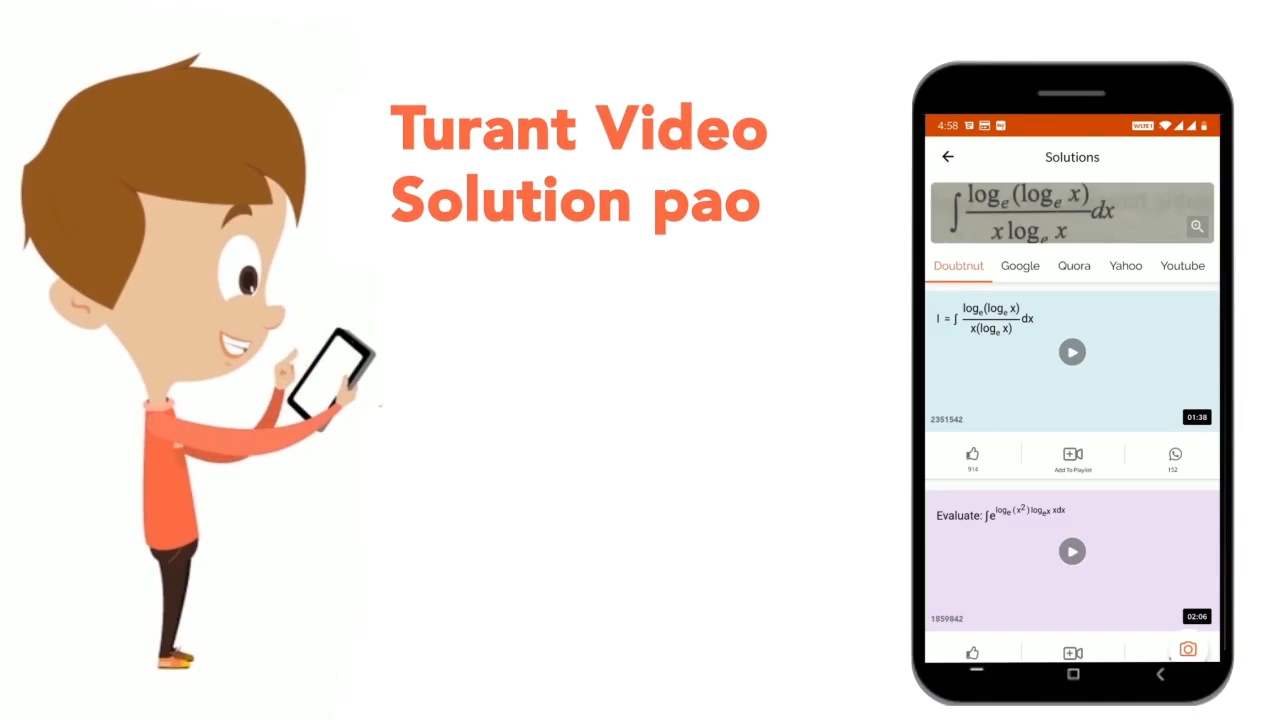 Turant Video
Solution pao
4:58
VoLTE1
Solutions
∫ logₑ(logₑ x) / x logₑ x dx
Doubtnut Google Quora Yahoo Youtube
I = ∫ logₑ(logₑ x) / x(logₑ x) dx
2351542 01:38
914 Add To Playlist 152
Evaluate: ∫e^(logₑ(x²)logₑx) xdx
1859842 02:06